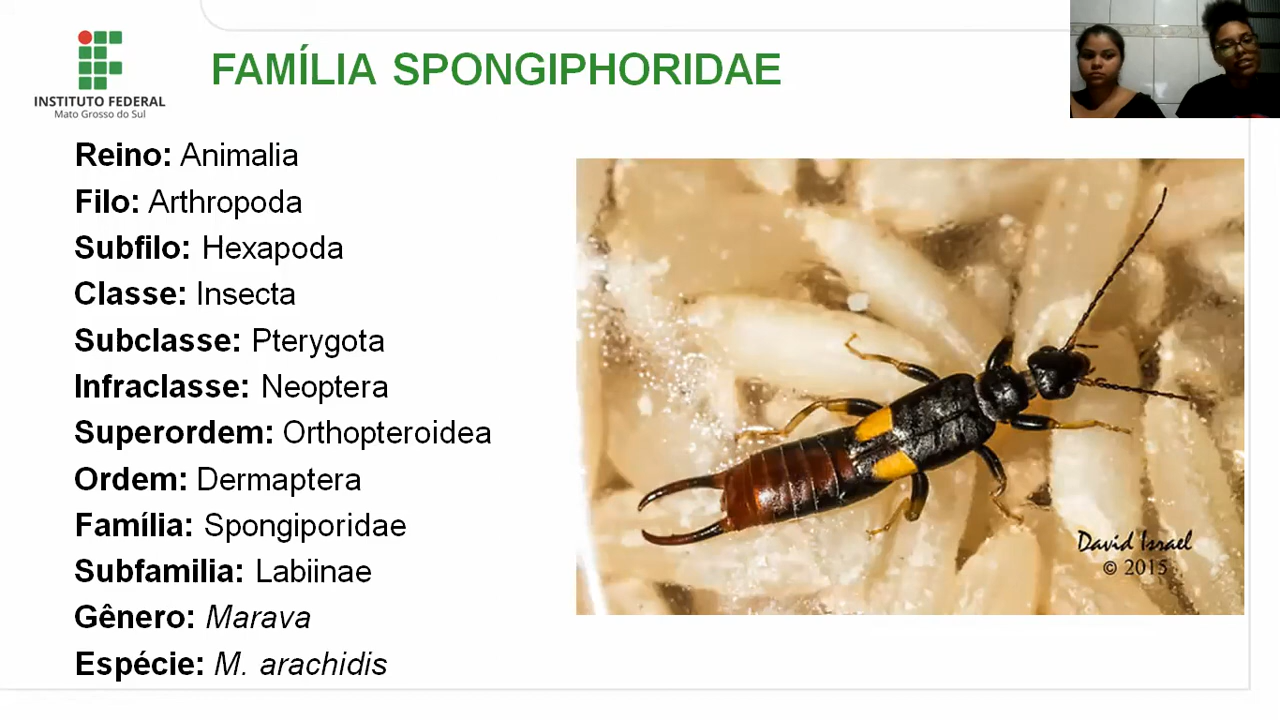 INSTITUTO FEDERAL
Mato Grosso do Sul
FAMÍLIA SPONGIPHORIDAE
Reino: Animalia
Filo: Arthropoda
Subfilo: Hexapoda
Classe: Insecta
Subclasse: Pterygota
Infraclasse: Neoptera
Superordem: Orthopteroidea
Ordem: Dermaptera
Família: Spongiporidae
Subfamilia: Labiinae
Gênero: Marava
Espécie: M. arachidis
David Israel
© 2015